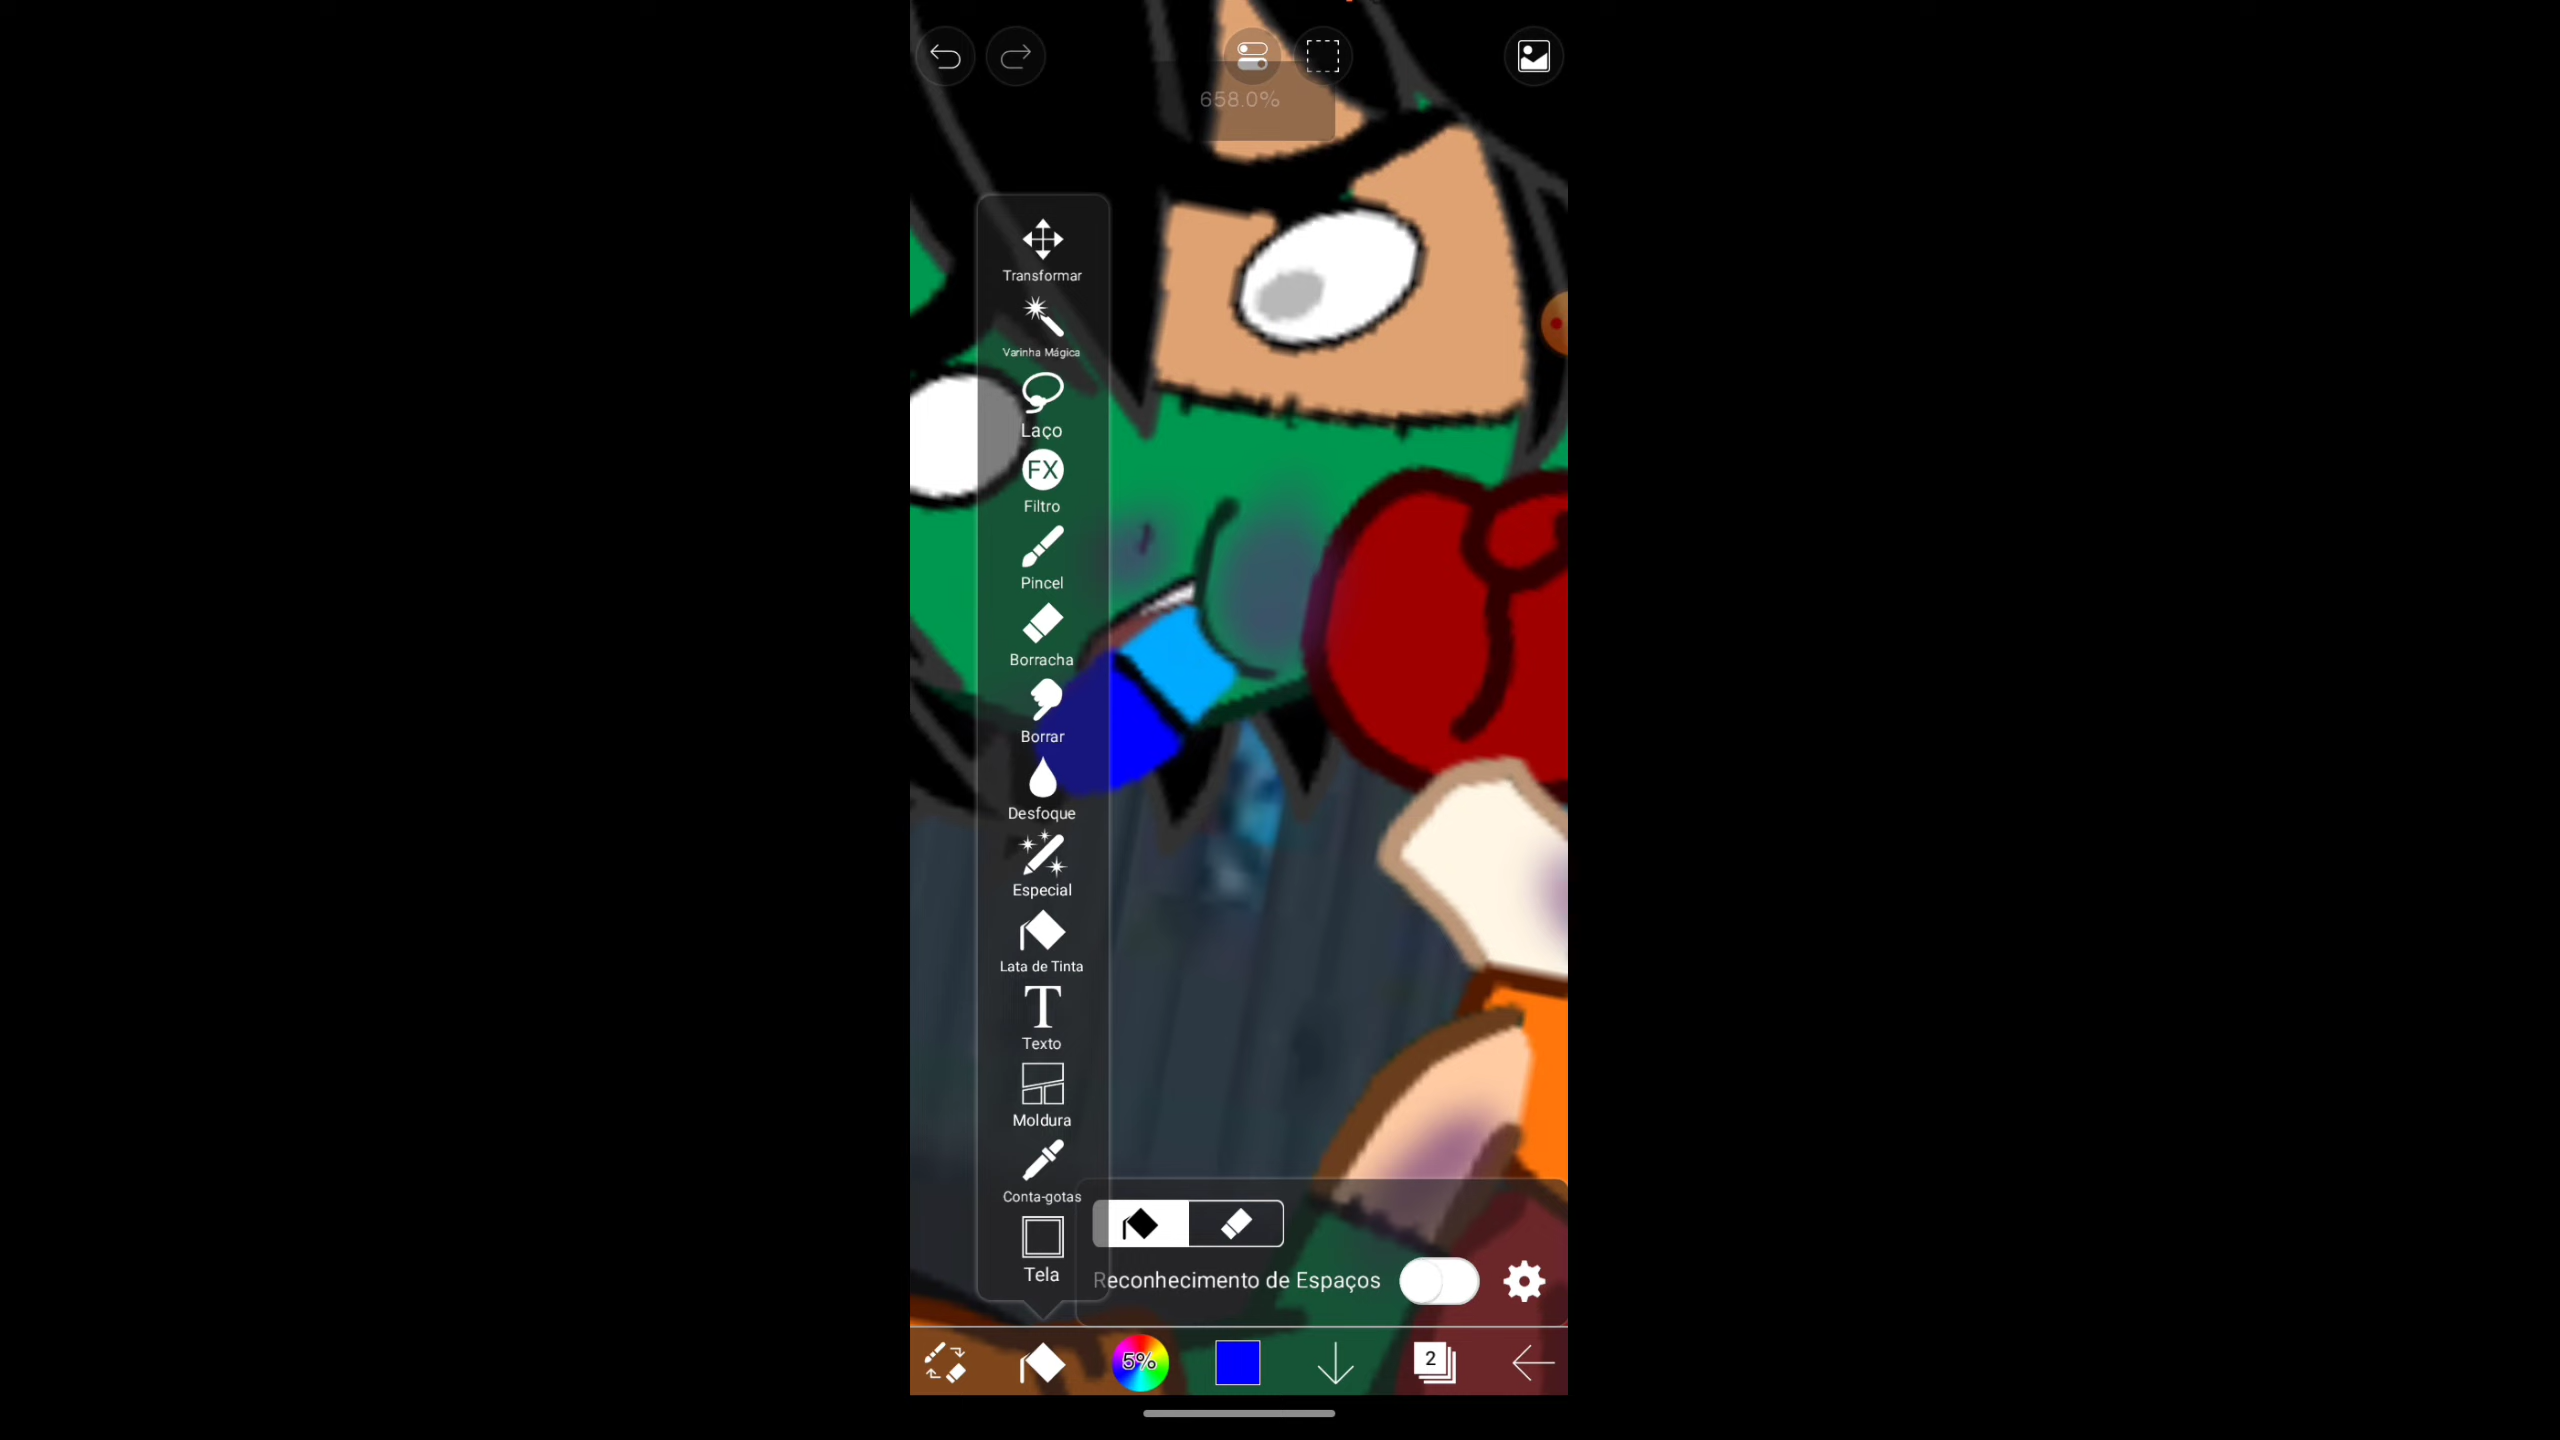 658.0%
Transformar
Varinha Mágica
Laço
FX
Filtro
Pincel
Borracha
Borrar
Desfoque
Especial
Lata de Tinta
T
Texto
Moldura
Conta-gotas
Tela
Reconhecimento de Espaços
5%
2